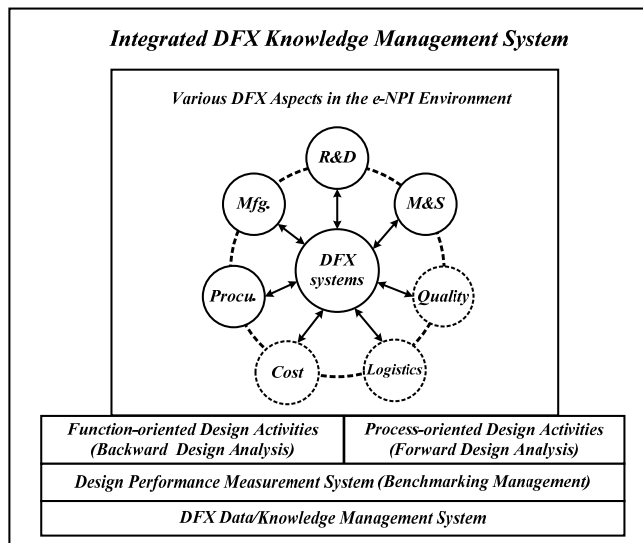 Integrated DFX Knowledge Management System
Various DFX Aspects in the e-NPI Environment
R&D
Mfg.
M&S
DFX
systems
Procu.
Quality
Cost
Logistics
Function-oriented Design Activities
(Backward Design Analysis)
Process-oriented Design Activities
(Forward Design Analysis)
Design Performance Measurement System (Benchmarking Management)
DFX Data/Knowledge Management System